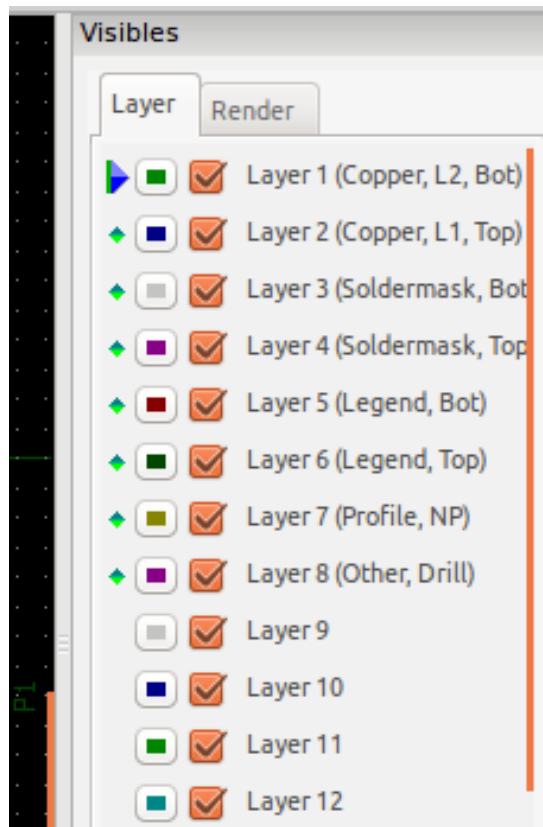 Visibles
Layer
Render
Layer 1 (Copper, L2, Bot)
Layer 2 (Copper, L1, Top)
Layer 3 (Soldermask, Bot
Layer 4 (Soldermask, Top
Layer 5 (Legend, Bot)
Layer 6 (Legend, Top)
Layer 7 (Profile, NP)
Layer 8 (Other, Drill)
Layer 9
P1
Layer 10
Layer 11
Layer 12